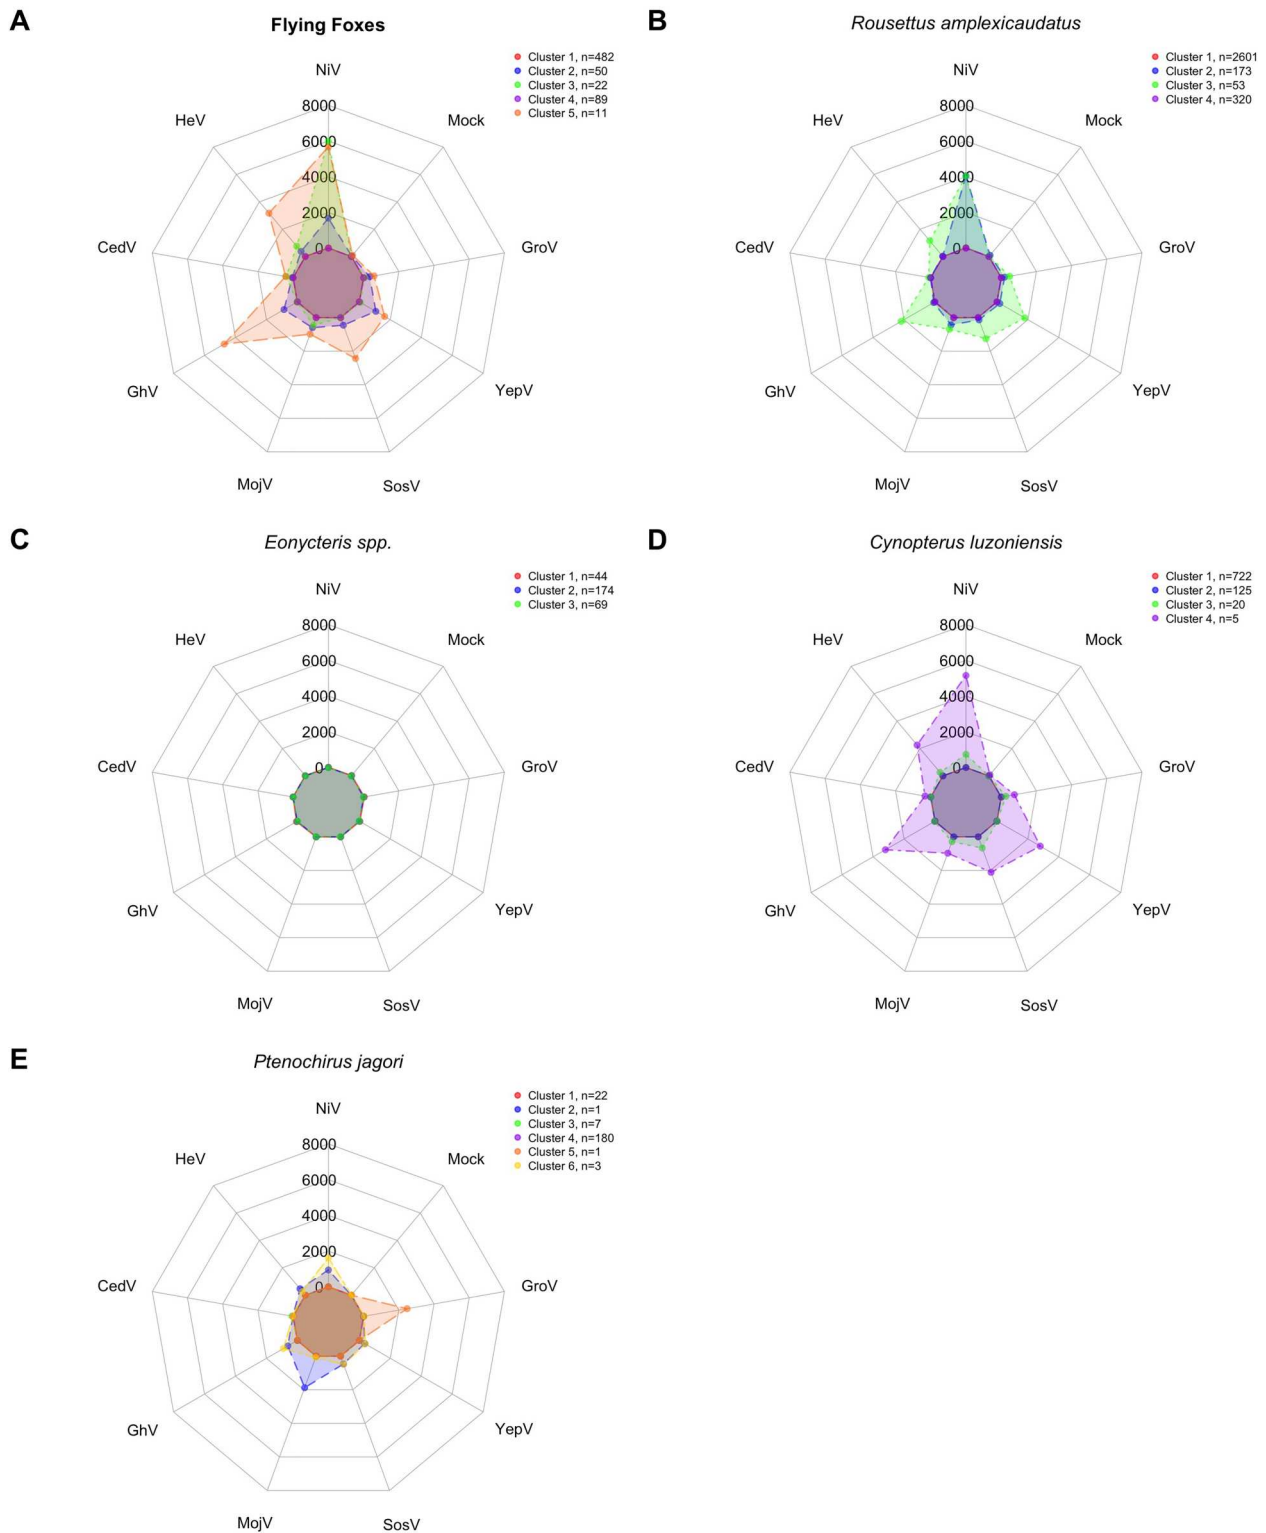 A
Flying Foxes
Cluster 1, n=482
Cluster 2, n=50
Cluster 3, n=22
Cluster 4, n=89
Cluster 5, n=11
NiV
Mock
GroV
YepV
SosV
MojV
GhV
CedV
HeV
8000
6000
4000
2000
0
B
Rousettus amplexicaudatus
Cluster 1, n=2601
Cluster 2, n=173
Cluster 3, n=53
Cluster 4, n=320
NiV
Mock
GroV
YepV
SosV
MojV
GhV
CedV
HeV
8000
6000
4000
2000
0
C
Eonycteris spp.
Cluster 1, n=44
Cluster 2, n=174
Cluster 3, n=69
NiV
Mock
GroV
YepV
SosV
MojV
GhV
CedV
HeV
8000
6000
4000
2000
0
D
Cynopterus luzoniensis
Cluster 1, n=722
Cluster 2, n=125
Cluster 3, n=20
Cluster 4, n=5
NiV
Mock
GroV
YepV
SosV
MojV
GhV
CedV
HeV
8000
6000
4000
2000
0
E
Ptenochirus jagori
Cluster 1, n=22
Cluster 2, n=1
Cluster 3, n=7
Cluster 4, n=180
Cluster 5, n=1
Cluster 6, n=3
NiV
Mock
GroV
YepV
SosV
MojV
GhV
CedV
HeV
8000
6000
4000
2000
0